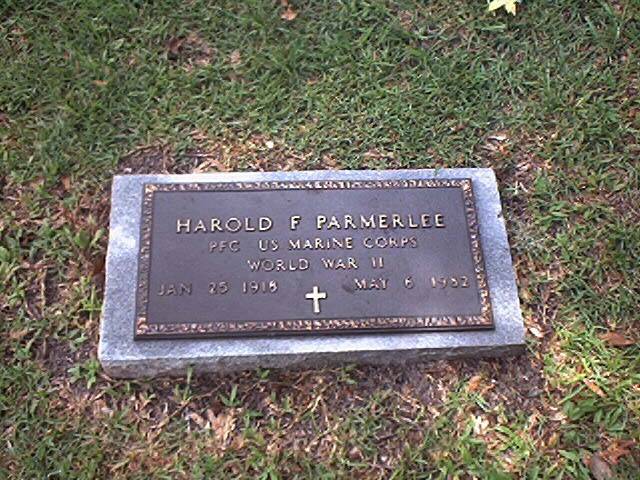 HAROLD F PARMERLEE
PFC US MARINE CORPS
WORLD WAR II
JAN 25 1918 MAY 6 1982